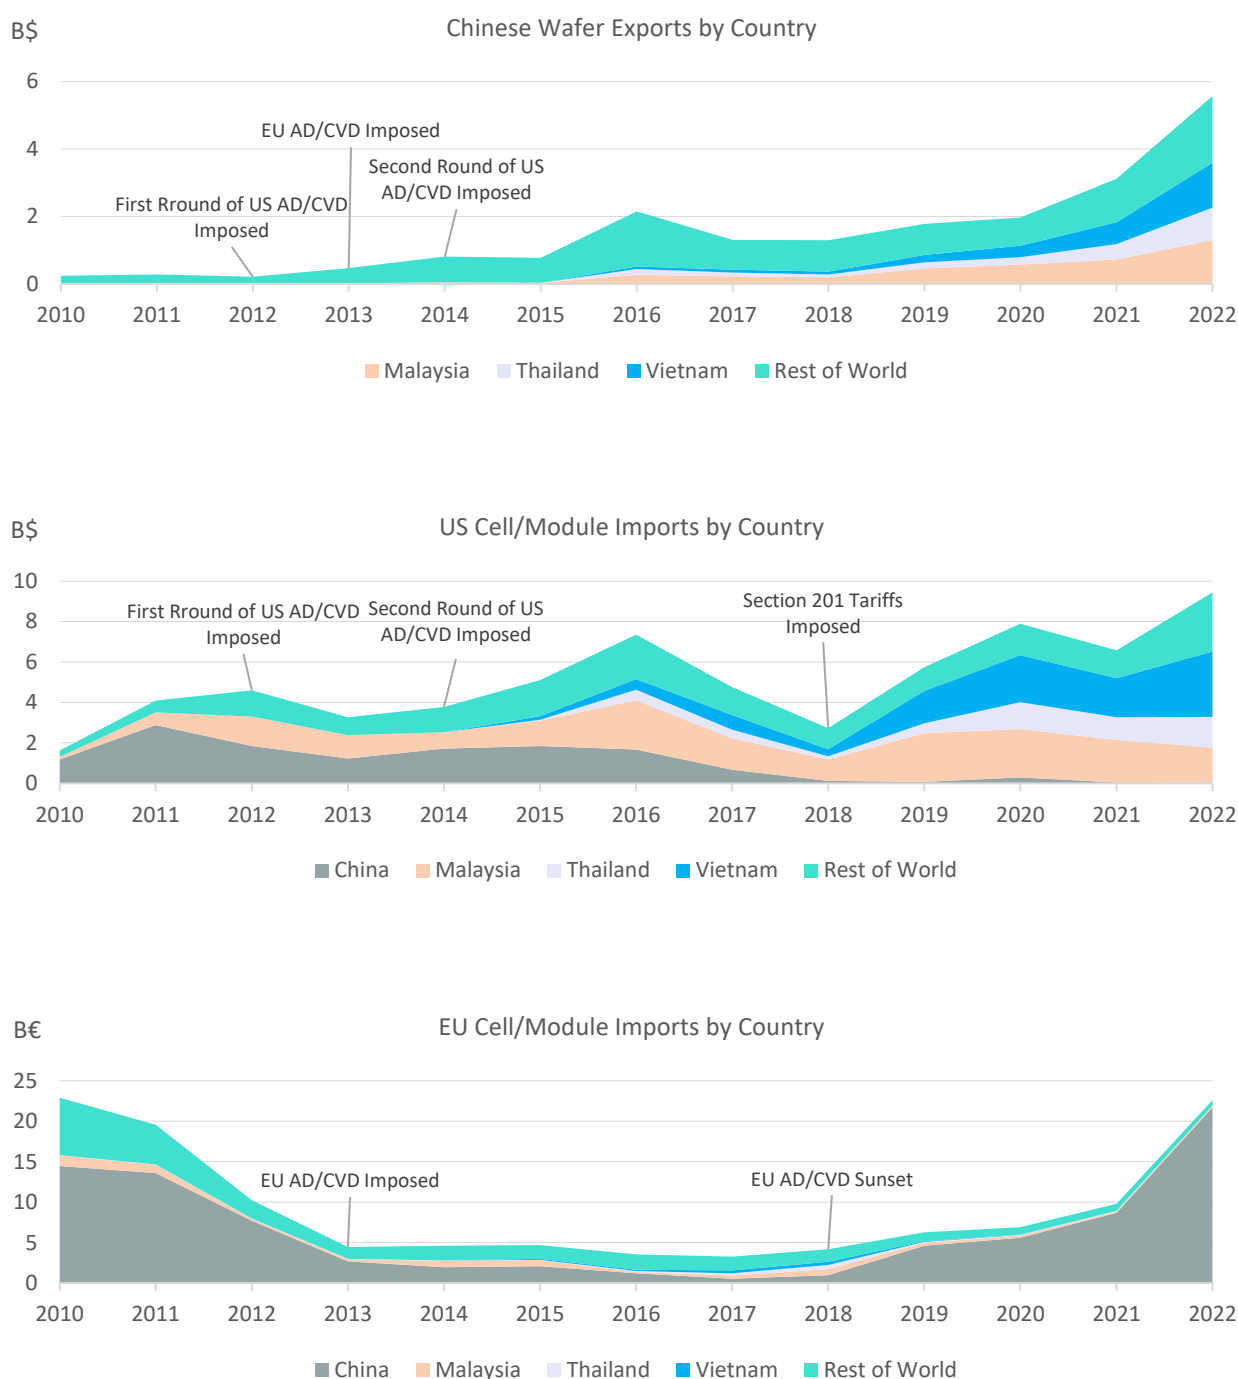 B$
Chinese Wafer Exports by Country
6
EU AD/CVD Imposed
4
Second Round of US
AD/CVD Imposed
First Rround of US AD/CVD
Imposed
2
0
2010 2011 2012 2013 2014 2015 2016 2017 2018 2019 2020 2021 2022
Malaysia Thailand Vietnam Rest of World
B$
US Cell/Module Imports by Country
10
First Rround of US AD/CVD
Imposed
Second Round of US
AD/CVD Imposed
Section 201 Tariffs
Imposed
8
6
4
2
0
2010 2011 2012 2013 2014 2015 2016 2017 2018 2019 2020 2021 2022
China Malaysia Thailand Vietnam Rest of World
B€
EU Cell/Module Imports by Country
25
20
15
EU AD/CVD Imposed
EU AD/CVD Sunset
10
5
0
2010 2011 2012 2013 2014 2015 2016 2017 2018 2019 2020 2021 2022
China Malaysia Thailand Vietnam Rest of World